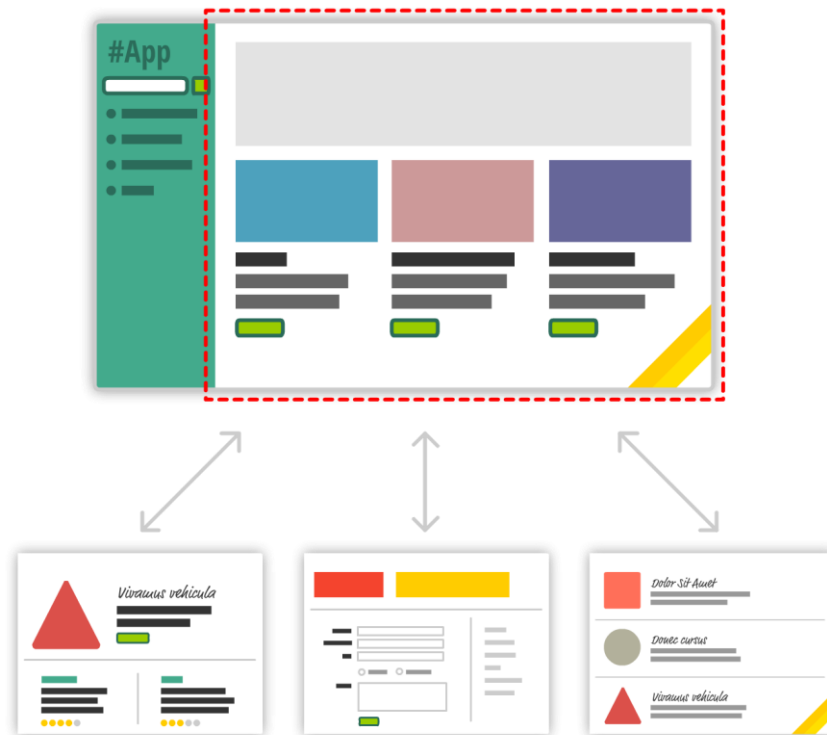 #App
Vivamus vehicula
Dolor Sit Amet
Donec cursus
Vivamus vehicula